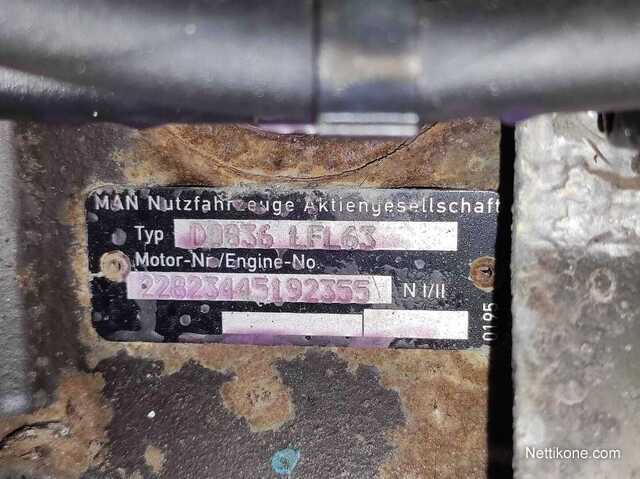 MAN Nutzfahrzeuge Aktiengesellschaft
Typ D0836 LFL63
Motor-Nr./Engine-No.
22823445192355 N I/II
0195
Nettikone.com